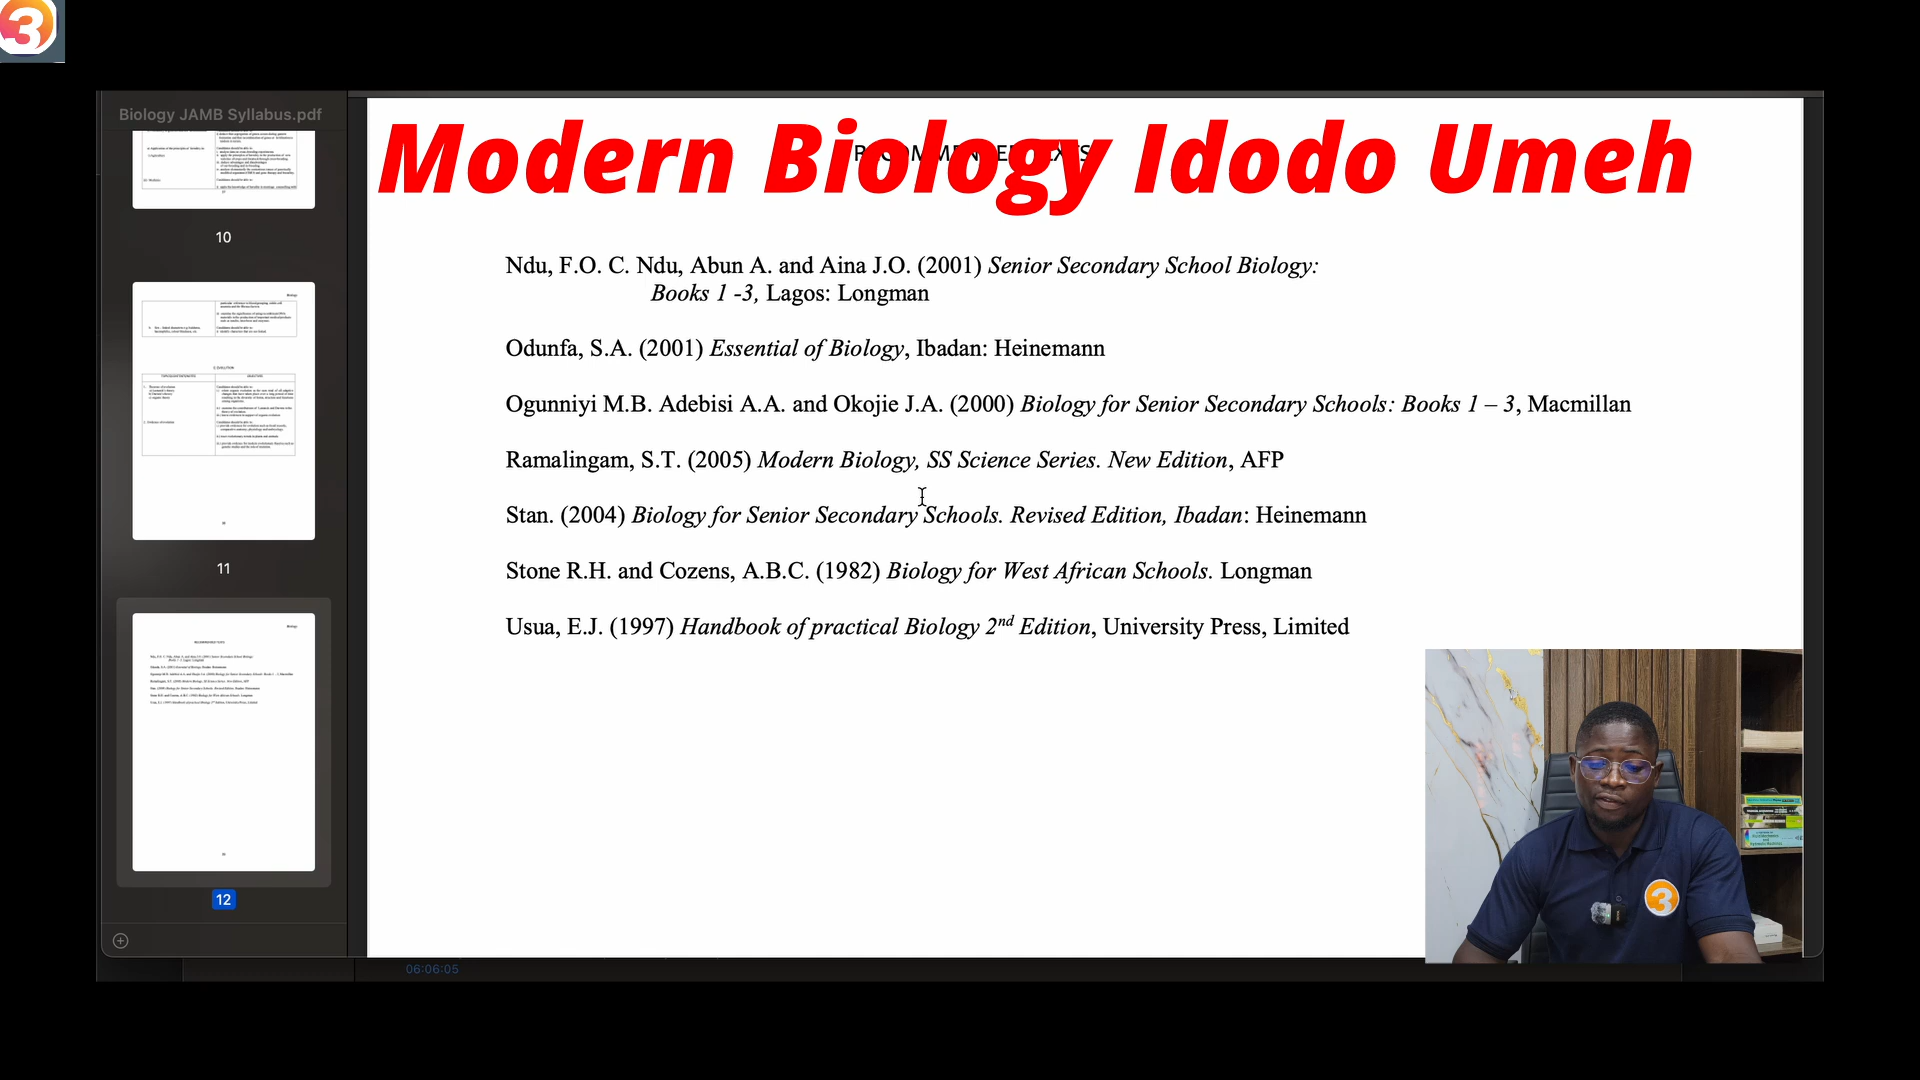 3
Biology JAMB Syllabus.pdf
10
11
12
Modern Biology Idodo Umeh
Ndu, F.O. C. Ndu, Abun A. and Aina J.O. (2001) Senior Secondary School Biology:
Books 1 -3, Lagos: Longman
Odunfa, S.A. (2001) Essential of Biology, Ibadan: Heinemann
Ogunniyi M.B. Adebisi A.A. and Okojie J.A. (2000) Biology for Senior Secondary Schools: Books 1 – 3, Macmillan
Ramalingam, S.T. (2005) Modern Biology, SS Science Series. New Edition, AFP
Stan. (2004) Biology for Senior Secondary Schools. Revised Edition, Ibadan: Heinemann
Stone R.H. and Cozens, A.B.C. (1982) Biology for West African Schools. Longman
Usua, E.J. (1997) Handbook of practical Biology 2nd Edition, University Press, Limited
3
06:06:05